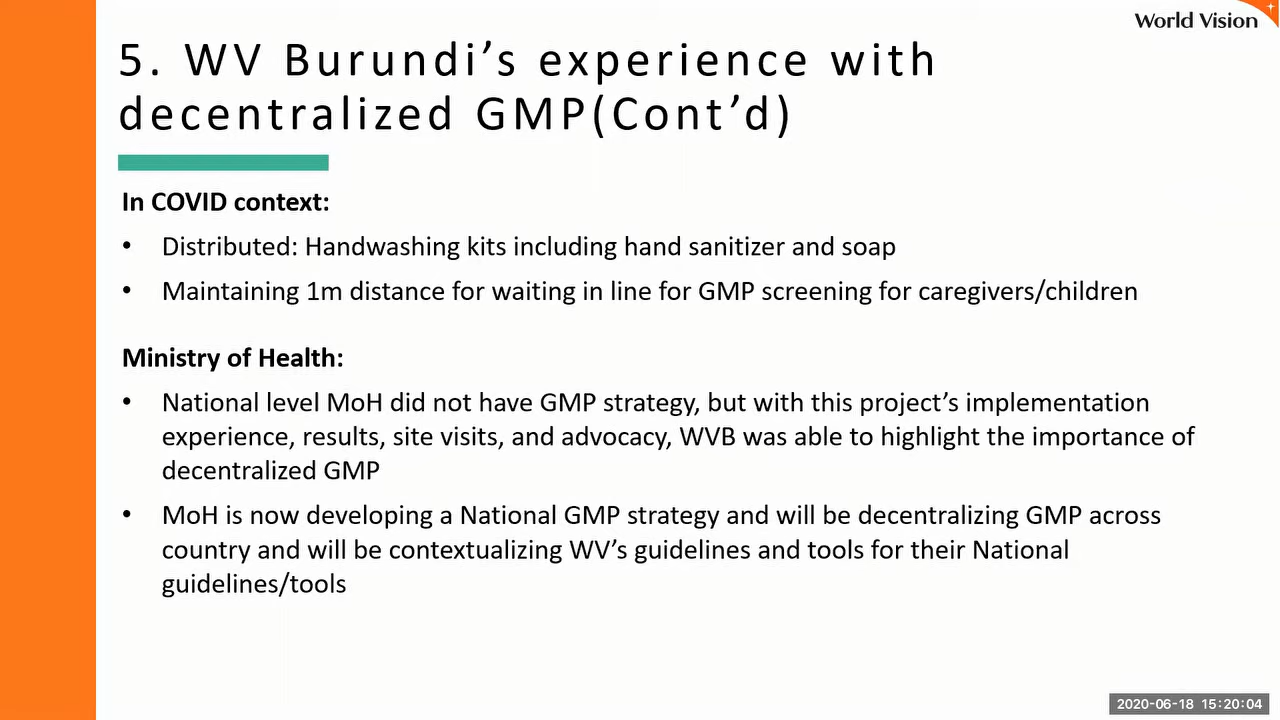 World Vision
5. WV Burundi’s experience with
decentralized GMP(Cont’d)
In COVID context:
• Distributed: Handwashing kits including hand sanitizer and soap
• Maintaining 1m distance for waiting in line for GMP screening for caregivers/children
Ministry of Health:
• National level MoH did not have GMP strategy, but with this project’s implementation
experience, results, site visits, and advocacy, WVB was able to highlight the importance of
decentralized GMP
• MoH is now developing a National GMP strategy and will be decentralizing GMP across
country and will be contextualizing WV’s guidelines and tools for their National
guidelines/tools
2020-06-18 15:20:04